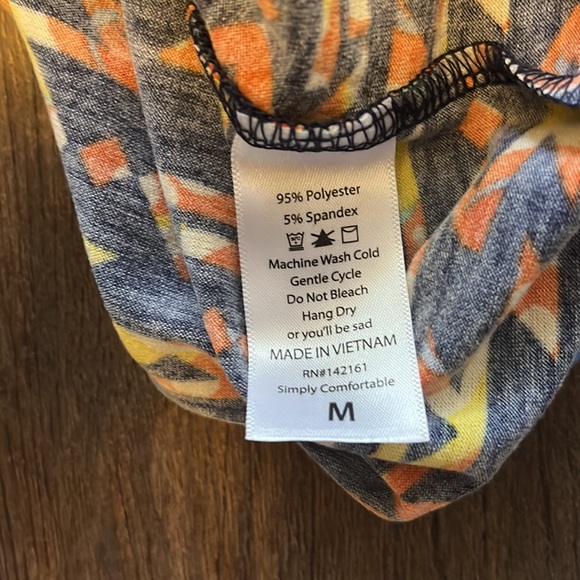 95% Polyester
5% Spandex
Machine Wash Cold
Gentle Cycle
Do Not Bleach
Hang Dry
or you'll be sad
MADE IN VIETNAM
RN#142161
Simply Comfortable
M